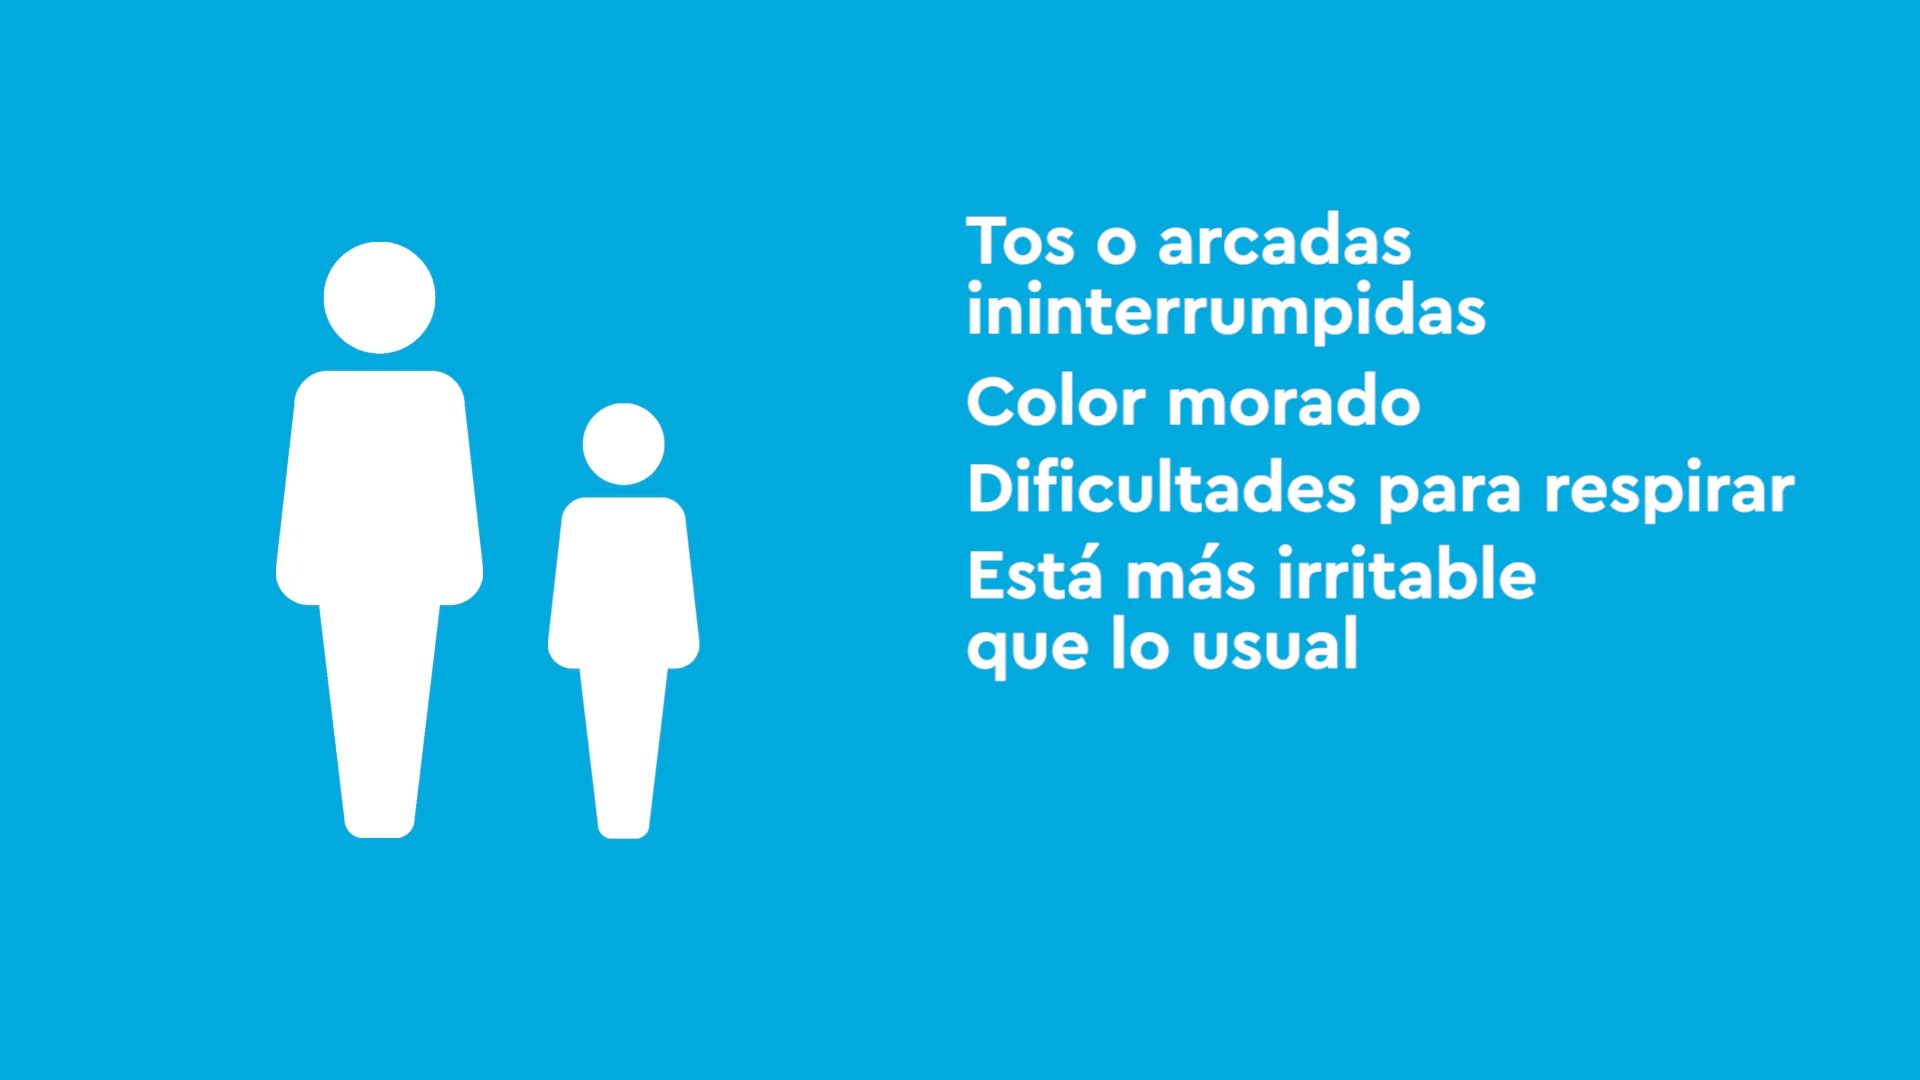 Tos o arcadas
ininterrumpidas
Color morado
Dificultades para respirar
Está más irritable
que lo usual